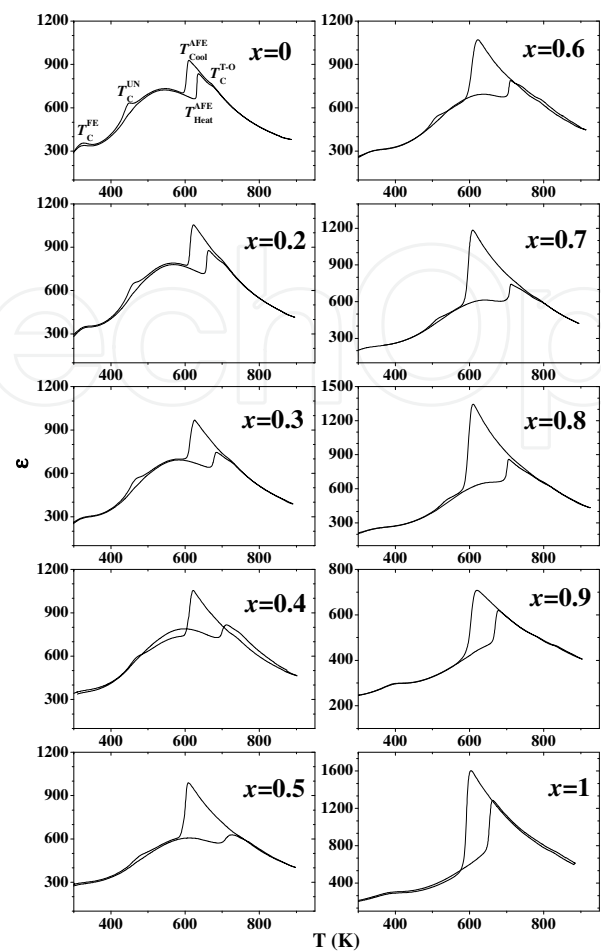 1200
900
600
300
0
400 600 800
T_C^FE
T_C^UN
T_Cool^AFE
T_Heat^AFE
T_C^T-O
x=0
900
600
300
400 600 800
x=0.6
1200
900
600
300
400 600 800
x=0.2
1200
900
600
300
400 600 800
x=0.7
1200
900
600
300
400 600 800
x=0.3
1500
1200
900
600
300
400 600 800
x=0.8
1200
900
600
300
400 600 800
x=0.4
800
600
400
200
400 600 800
x=0.9
1200
900
600
300
400 600 800
x=0.5
1600
1200
800
400
400 600 800
x=1
ε
T (K)
echOp